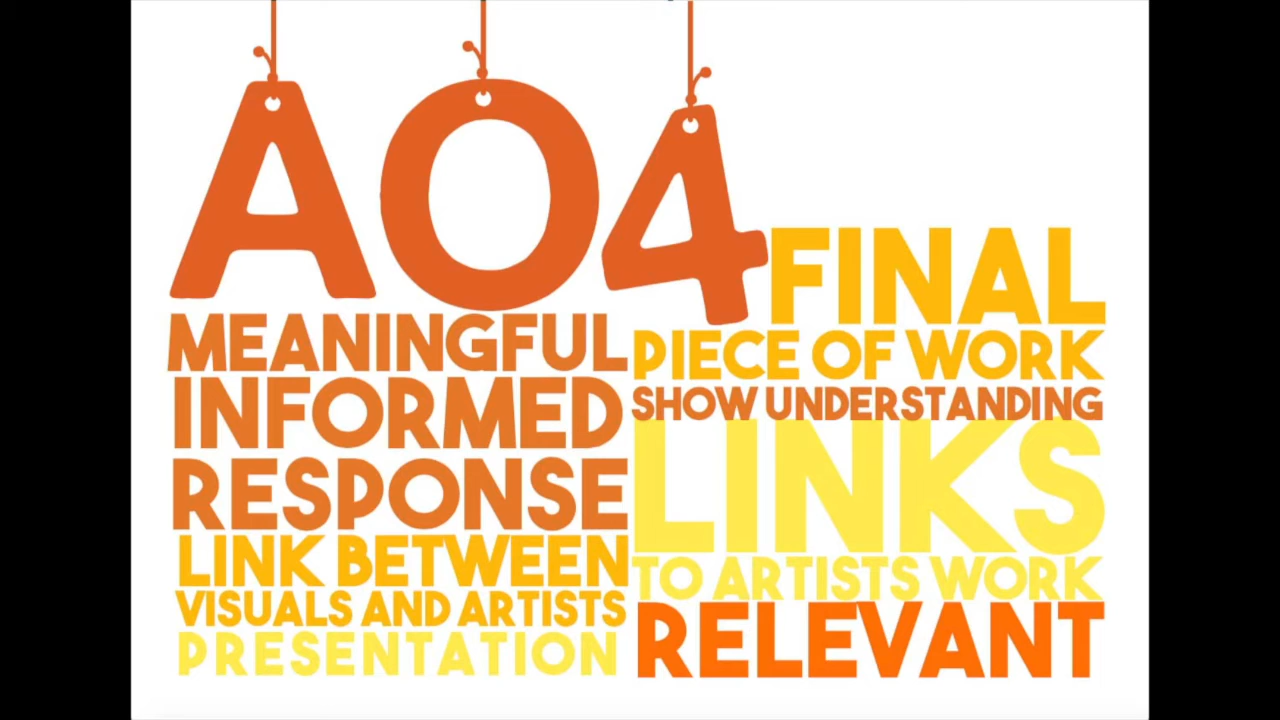 AO4
MEANINGFUL
INFORMED
RESPONSE
LINK BETWEEN
VISUALS AND ARTISTS
PRESENTATION
FINAL
PIECE OF WORK
SHOW UNDERSTANDING
LINKS
TO ARTISTS WORK
RELEVANT